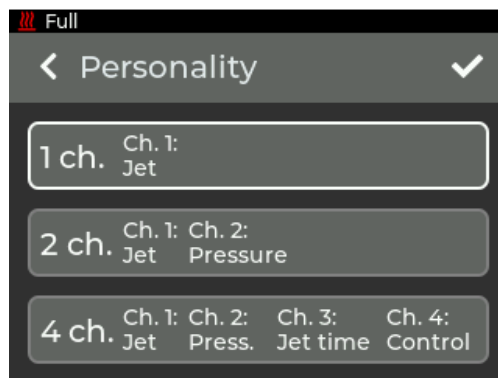 Full
Personality
1 ch. Ch. 1:
Jet
2 ch. Ch. 1: Ch. 2:
Jet Pressure
4 ch. Ch. 1: Ch. 2: Ch. 3: Ch. 4:
Jet Press. Jet time Control